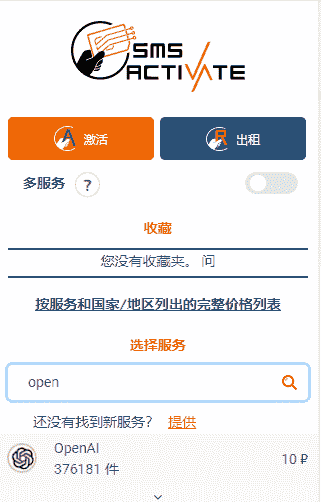 SMS
ACTIVATE
激活
出租
多服务 ?
收藏
您没有收藏夹。 问
按服务和国家/地区列出的完整价格列表
选择服务
open
还没有找到新服务? 提供
OpenAI
376181 件
10 ₽